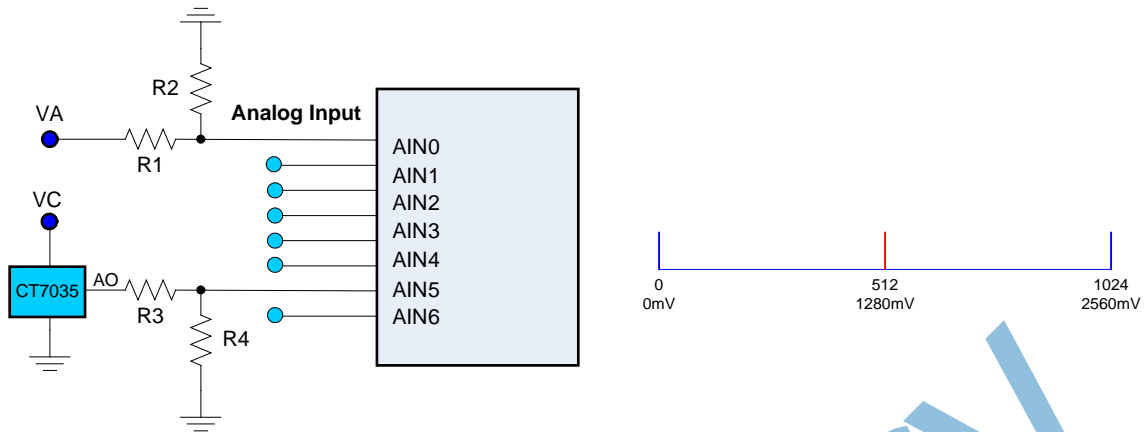 R2
VA
Analog Input
R1
AIN0
AIN1
AIN2
AIN3
AIN4
AIN5
AIN6
VC
CT7035
AO
R3
R4
0
0mV
512
1280mV
1024
2560mV